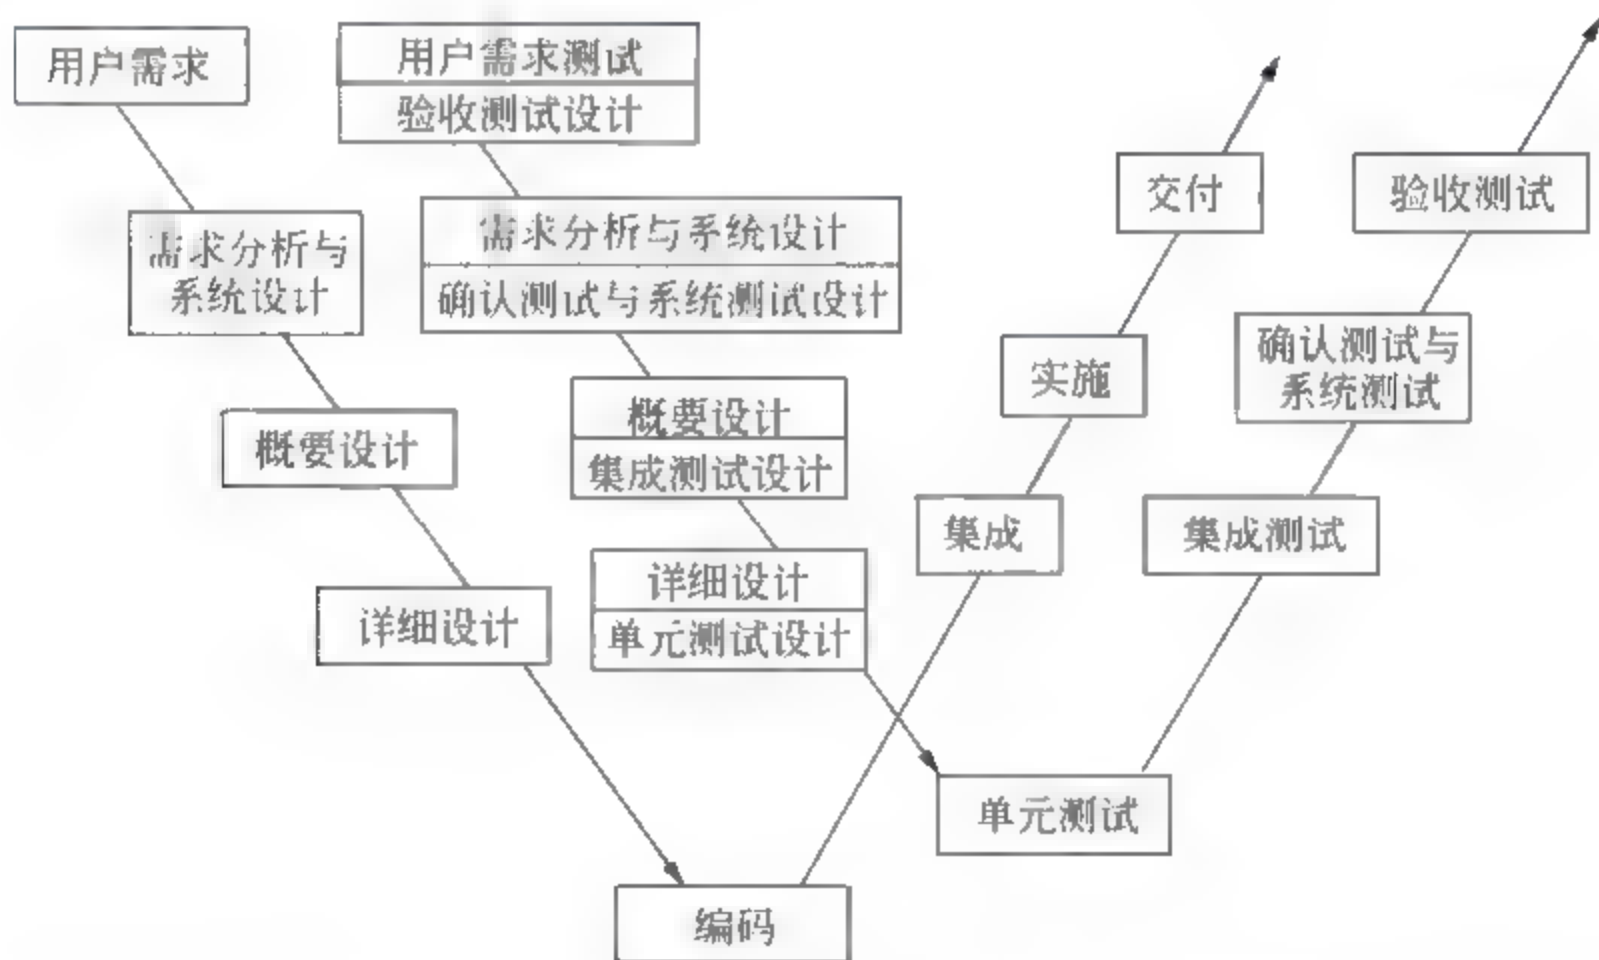 用户需求
用户需求测试
验收测试设计
需求分析与
系统设计
需求分析与系统设计
确认测试与系统测试设计
概要设计
概要设计
集成测试设计
详细设计
详细设计
单元测试设计
编码
集成
实施
交付
单元测试
集成测试
确认测试与
系统测试
验收测试